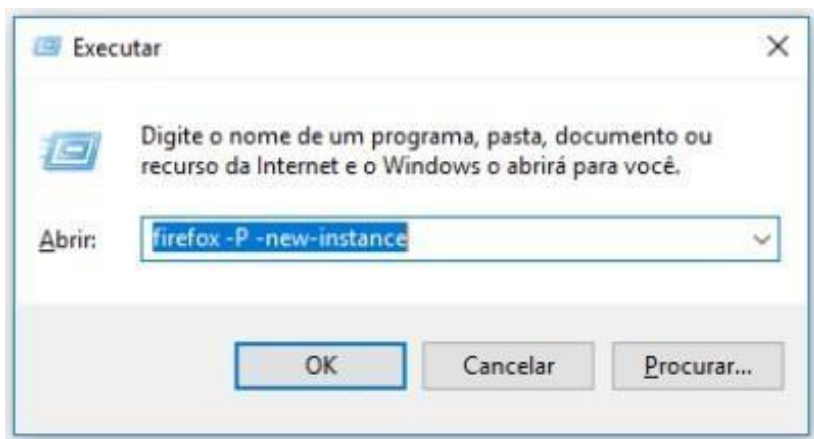 Executar
Digite o nome de um programa, pasta, documento ou
recurso da Internet e o Windows o abrirá para você.
Abrir: firefox -P -new-instance
OK Cancelar Procurar...